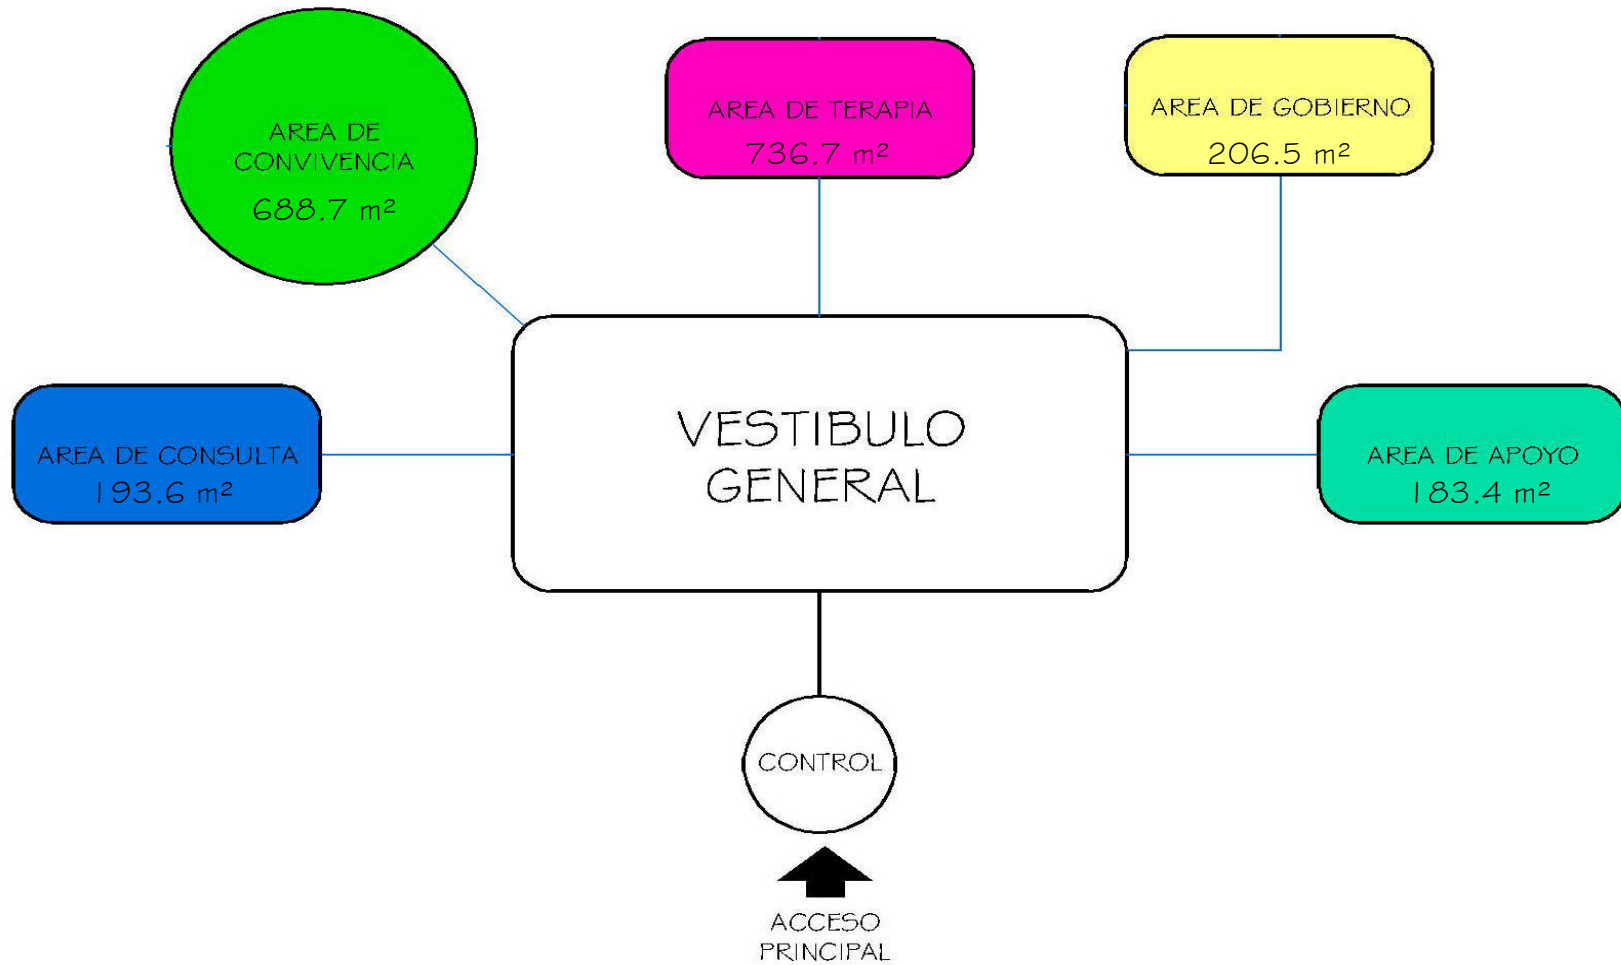 AREA DE
CONVIVENCIA
688.7 m²
AREA DE TERAPIA
736.7 m²
AREA DE GOBIERNO
206.5 m²
AREA DE CONSULTA
193.6 m²
VESTIBULO
GENERAL
AREA DE APOYO
183.4 m²
CONTROL
ACCESO
PRINCIPAL